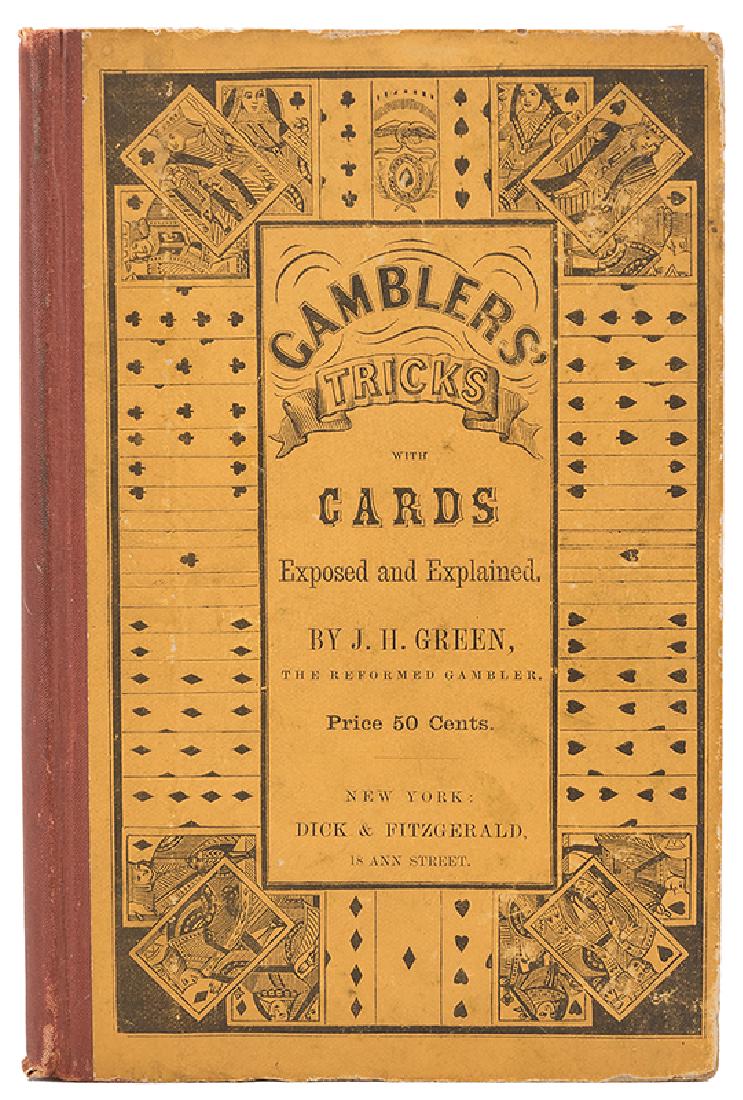 GAMBLERS'
TRICKS
WITH
CARDS
Exposed and Explained.
BY J. H. GREEN,
THE REFORMED GAMBLER.
Price 50 Cents.
NEW YORK:
DICK & FITZGERALD,
18 ANN STREET.